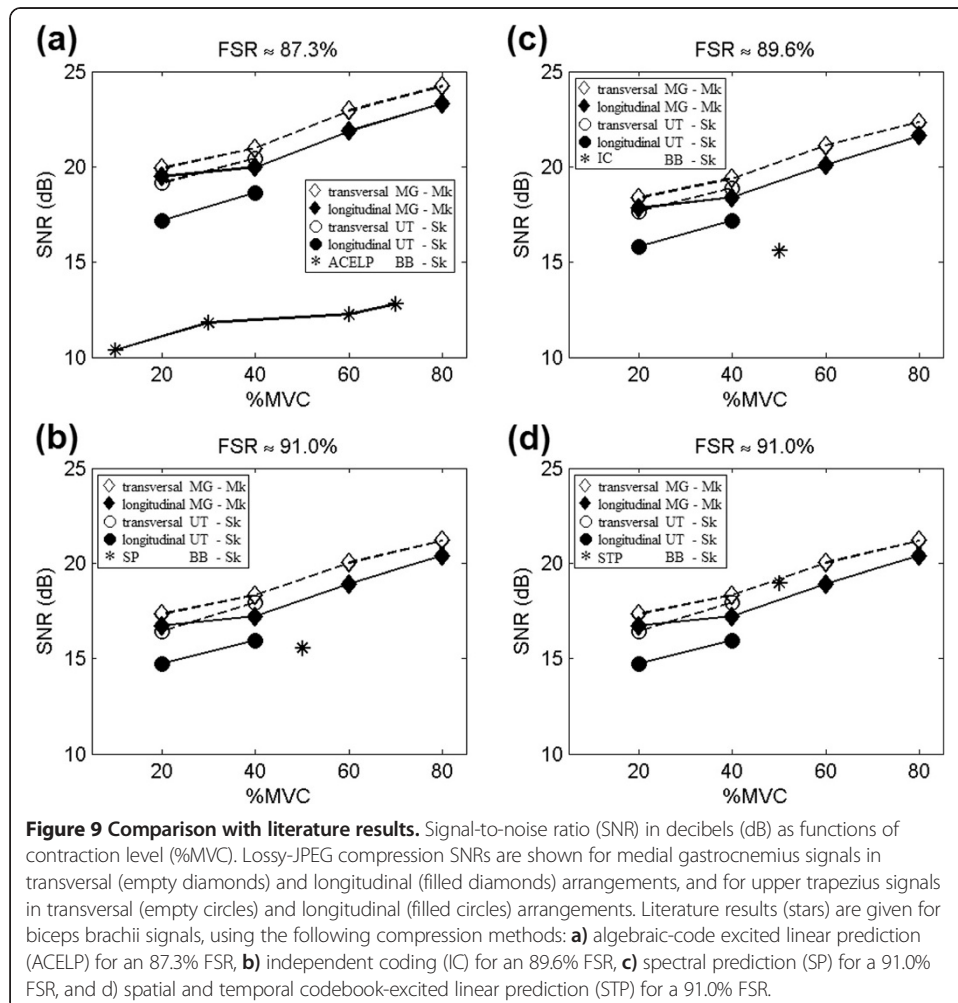 (a)
FSR ≈ 87.3%
25
20
15
10
SNR (dB)
transversal MG - Mk
longitudinal MG - Mk
transversal UT - Sk
longitudinal UT - Sk
ACELP BB - Sk
20 40 60 80
%MVC
(c)
FSR ≈ 89.6%
25
20
15
10
SNR (dB)
transversal MG - Mk
longitudinal MG - Mk
transversal UT - Sk
longitudinal UT - Sk
IC BB - Sk
20 40 60 80
%MVC
(b)
FSR ≈ 91.0%
25
20
15
10
SNR (dB)
transversal MG - Mk
longitudinal MG - Mk
transversal UT - Sk
longitudinal UT - Sk
SP BB - Sk
20 40 60 80
%MVC
(d)
FSR ≈ 91.0%
25
20
15
10
SNR (dB)
transversal MG - Mk
longitudinal MG - Mk
transversal UT - Sk
longitudinal UT - Sk
STP BB - Sk
20 40 60 80
%MVC
Figure 9 Comparison with literature results. Signal-to-noise ratio (SNR) in decibels (dB) as functions of
contraction level (%MVC). Lossy-JPEG compression SNRs are shown for medial gastrocnemius signals in
transversal (empty diamonds) and longitudinal (filled diamonds) arrangements, and for upper trapezius signals
in transversal (empty circles) and longitudinal (filled circles) arrangements. Literature results (stars) are given for
biceps brachii signals, using the following compression methods: a) algebraic-code excited linear prediction
(ACELP) for an 87.3% FSR, b) independent coding (IC) for an 89.6% FSR, c) spectral prediction (SP) for a 91.0%
FSR, and d) spatial and temporal codebook-excited linear prediction (STP) for a 91.0% FSR.